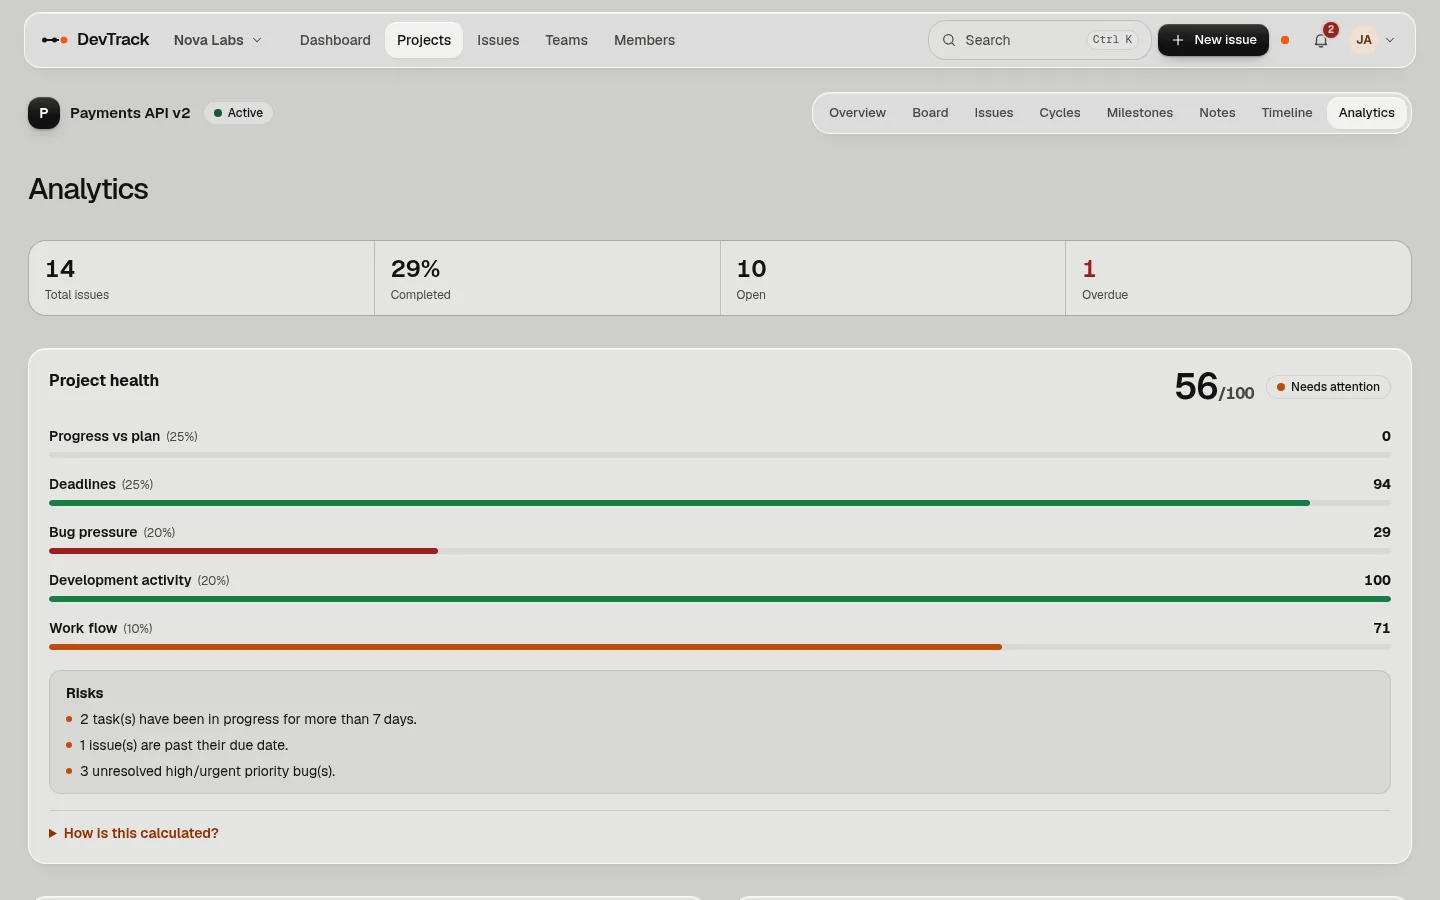 DevTrack
Nova Labs
Dashboard
Projects
Issues
Teams
Members
Search
Ctrl K
New issue
2
JA
P
Payments API v2
Active
Overview
Board
Issues
Cycles
Milestones
Notes
Timeline
Analytics
Analytics
14
Total issues
29%
Completed
10
Open
1
Overdue
Project health
56/100
Needs attention
Progress vs plan (25%)
0
Deadlines (25%)
94
Bug pressure (20%)
29
Development activity (20%)
100
Work flow (10%)
71
Risks
2 task(s) have been in progress for more than 7 days.
1 issue(s) are past their due date.
3 unresolved high/urgent priority bug(s).
How is this calculated?